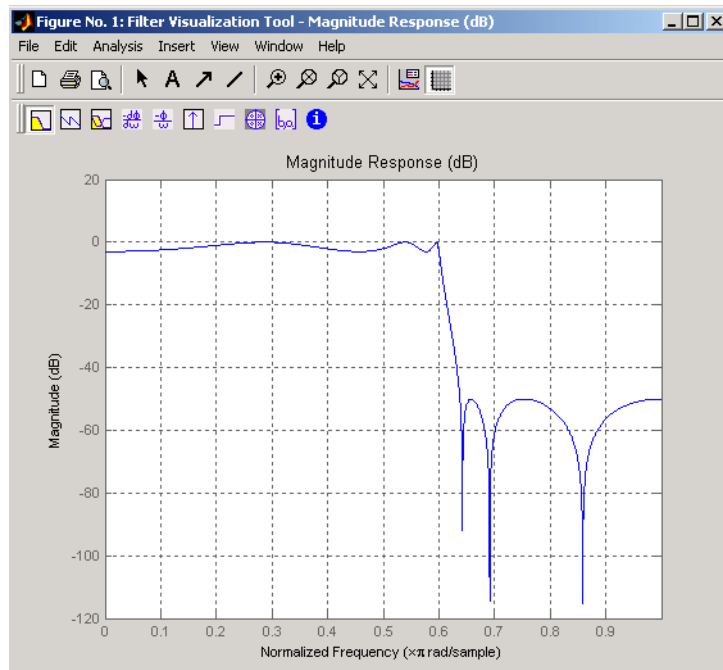 Figure No. 1: Filter Visualization Tool - Magnitude Response (dB)
File Edit Analysis Insert View Window Help
A
[b,a]
i
Magnitude Response (dB)
20
0
-20
-40
-60
-80
-100
-120
Magnitude (dB)
0 0.1 0.2 0.3 0.4 0.5 0.6 0.7 0.8 0.9
Normalized Frequency (×π rad/sample)